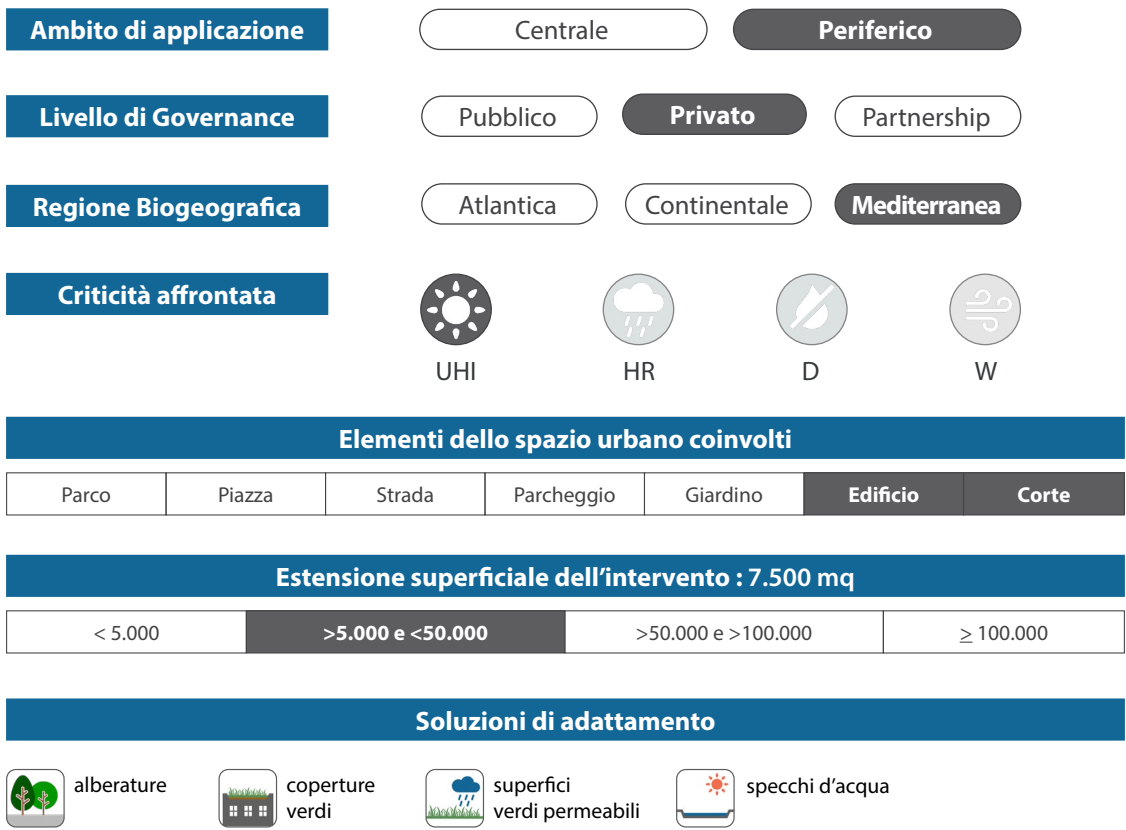 Ambito di applicazione
Centrale
Periferico
Livello di Governance
Pubblico
Privato
Partnership
Regione Biogeografica
Atlantica
Continentale
Mediterranea
Criticità affrontata
UHI
HR
D
W
Elementi dello spazio urbano coinvolti
Parco
Piazza
Strada
Parcheggio
Giardino
Edificio
Corte
Estensione superficiale dell'intervento : 7.500 mq
< 5.000
>5.000 e <50.000
>50.000 e >100.000
≥ 100.000
Soluzioni di adattamento
alberature
coperture
verdi
superfici
verdi permeabili
specchi d'acqua